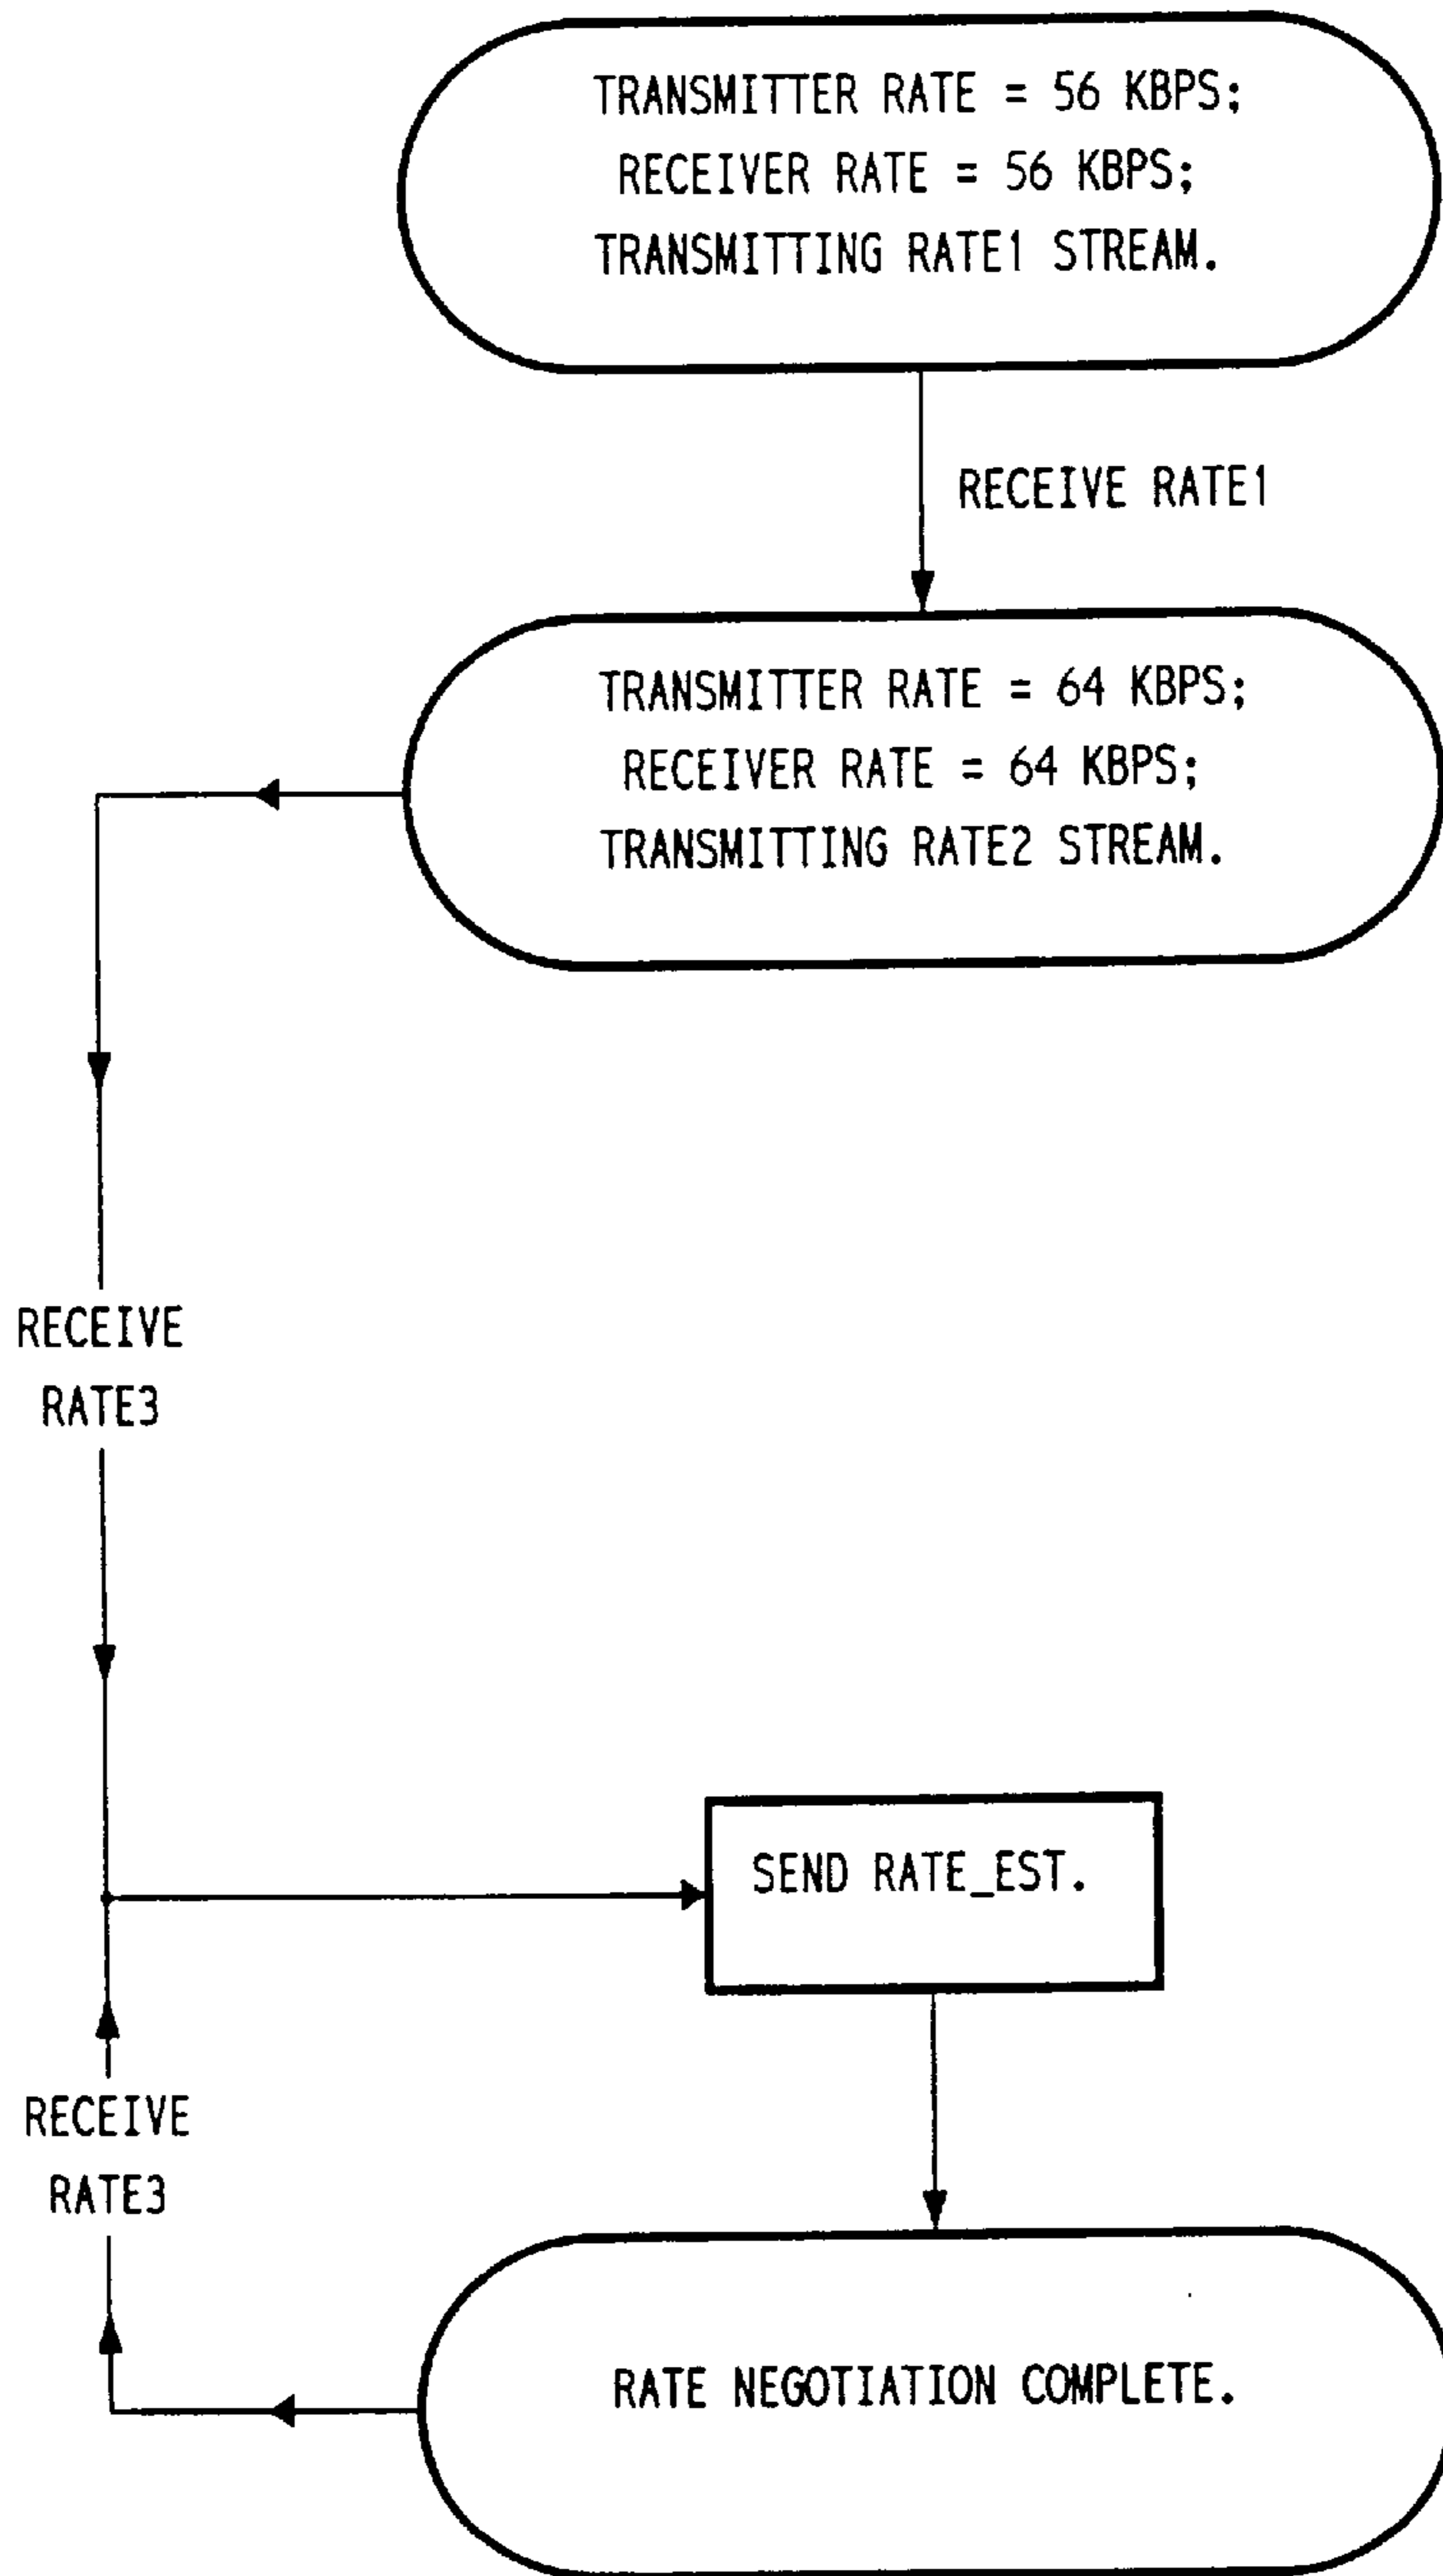 TRANSMITTER RATE = 56 KBPS;
RECEIVER RATE = 56 KBPS;
TRANSMITTING RATE1 STREAM.
RECEIVE RATE1
TRANSMITTER RATE = 64 KBPS;
RECEIVER RATE = 64 KBPS;
TRANSMITTING RATE2 STREAM.
RECEIVE
RATE3
SEND RATE_EST.
RECEIVE
RATE3
RATE NEGOTIATION COMPLETE.